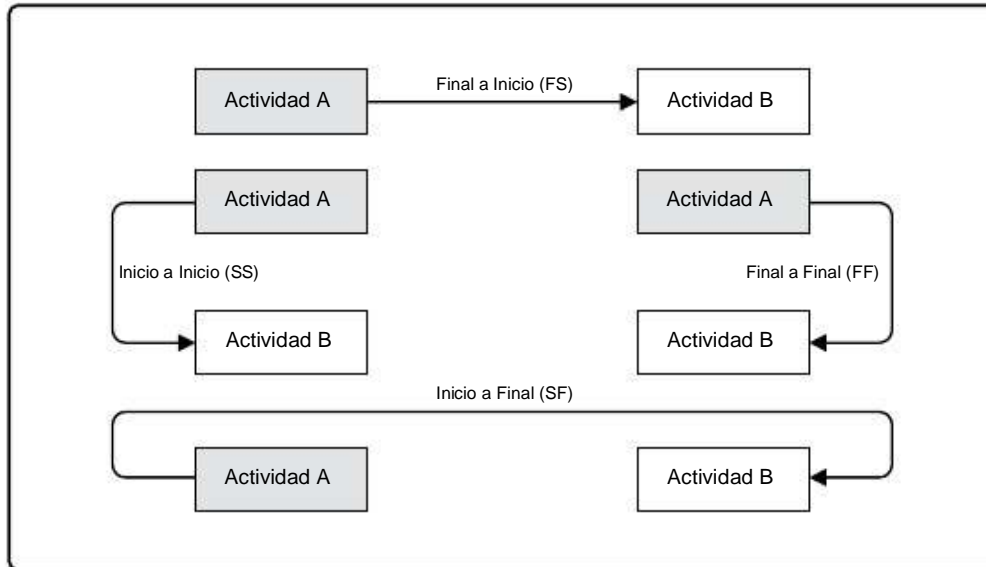 Final a Inicio (FS)
Actividad A
Actividad B
Actividad A
Actividad A
Inicio a Inicio (SS)
Final a Final (FF)
Actividad B
Actividad B
Inicio a Final (SF)
Actividad A
Actividad B